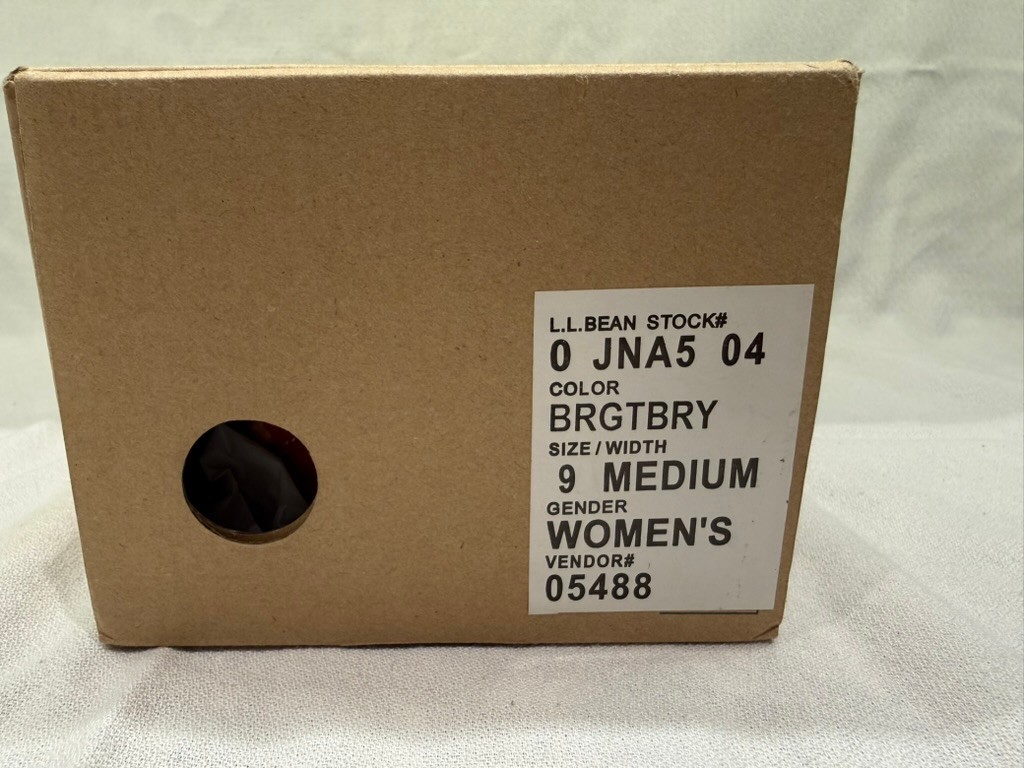 L.L.BEAN STOCK#
0 JNA5 04
COLOR
BRGTBRY
SIZE / WIDTH
9 MEDIUM
GENDER
WOMEN'S
VENDOR#
05488